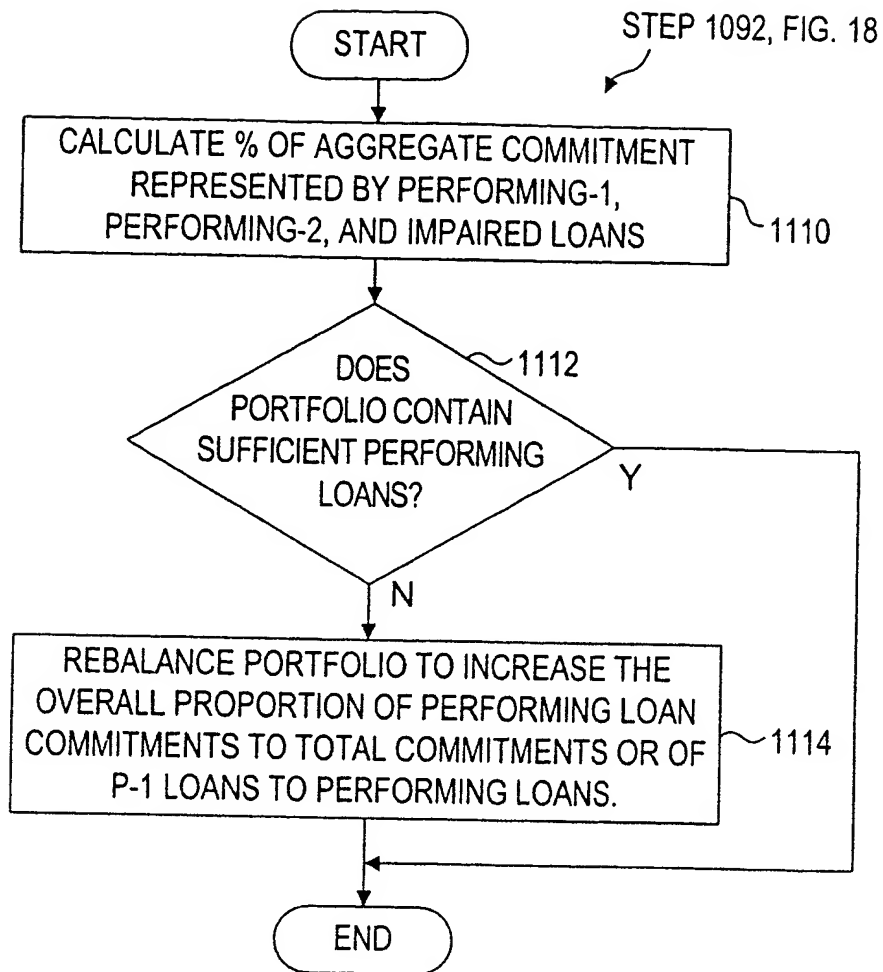 START
STEP 1092, FIG. 18
CALCULATE % OF AGGREGATE COMMITMENT
REPRESENTED BY PERFORMING-1,
PERFORMING-2, AND IMPAIRED LOANS
1110
1112
DOES
PORTFOLIO CONTAIN
SUFFICIENT PERFORMING
LOANS?
Y
N
REBALANCE PORTFOLIO TO INCREASE THE
OVERALL PROPORTION OF PERFORMING LOAN
COMMITMENTS TO TOTAL COMMITMENTS OR OF
P-1 LOANS TO PERFORMING LOANS.
1114
END